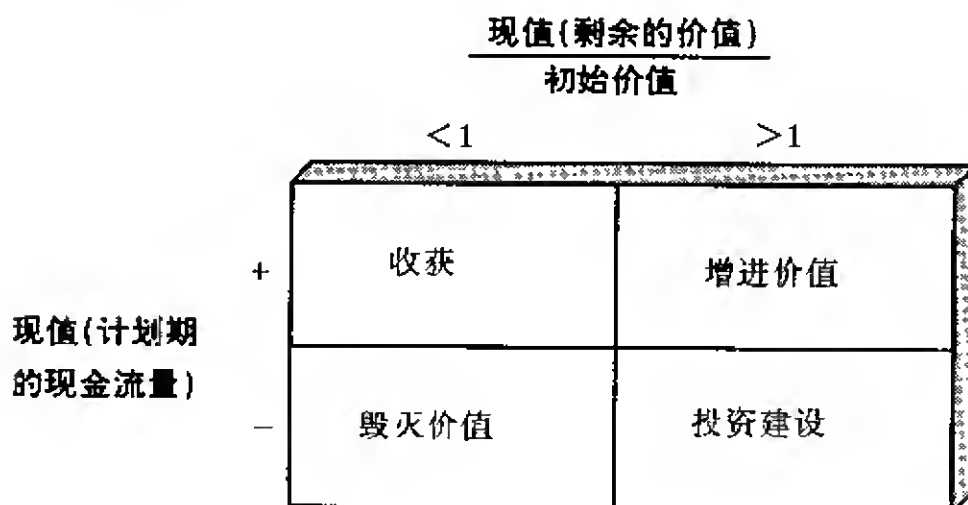 现值(剩余的价值)
初始价值
<1 >1
+ 收获 增进价值
现值(计划期
的现金流量)
- 毁灭价值 投资建设